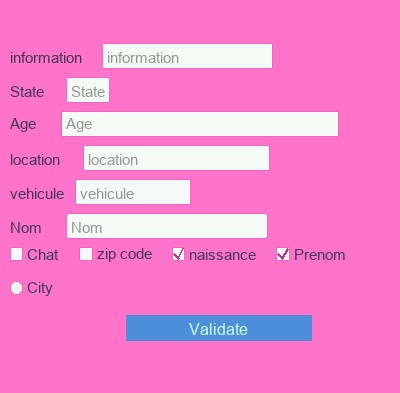 information information
State State
Age Age
location location
vehicule vehicule
Nom Nom
Chat zip code naissance Prenom
City
Validate